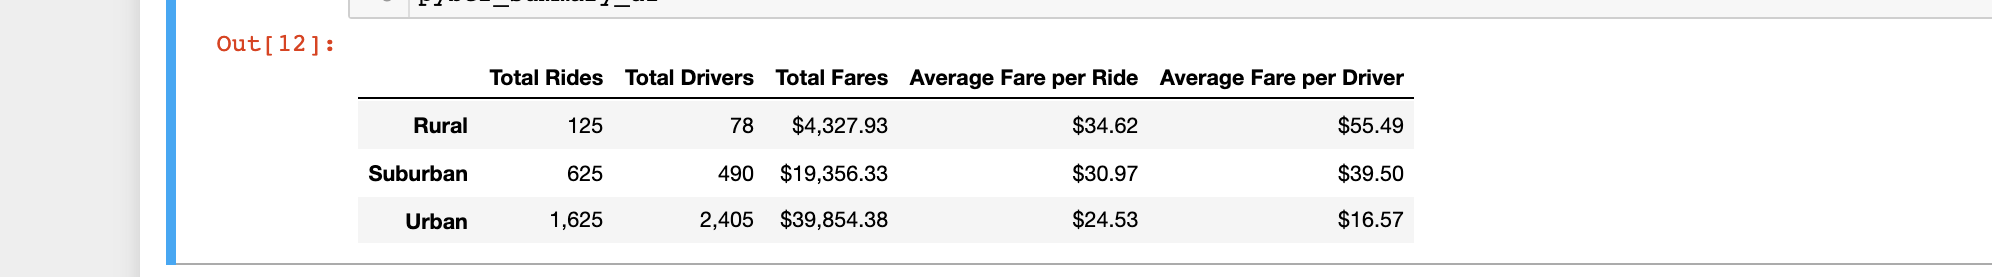 Out[12]:
Total Rides Total Drivers Total Fares Average Fare per Ride Average Fare per Driver
Rural 125 78 $4,327.93 $34.62 $55.49
Suburban 625 490 $19,356.33 $30.97 $39.50
Urban 1,625 2,405 $39,854.38 $24.53 $16.57